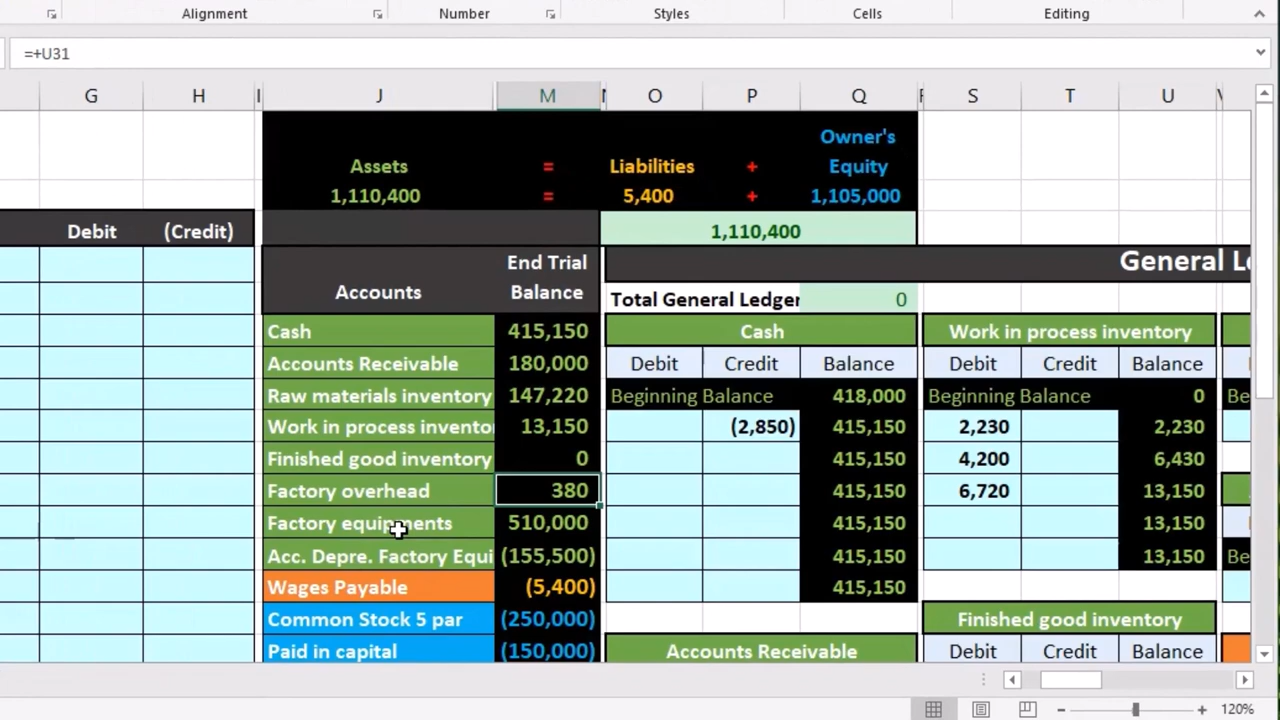 Alignment Number Styles Cells Editing
=+U31
G H I J M N O P Q R S T U V
Owner's
Assets = Liabilities + Equity
1,110,400 = 5,400 + 1,105,000
Debit (Credit) 1,110,400
End Trial General Le
Accounts Balance Total General Ledger 0
Cash 415,150 Cash Work in process inventory
Accounts Receivable 180,000 Debit Credit Balance Debit Credit Balance
Raw materials inventory 147,220 Beginning Balance 418,000 Beginning Balance 0 Be
Work in process invento 13,150 (2,850) 415,150 2,230 2,230
Finished good inventory 0 415,150 4,200 6,430
Factory overhead 380 415,150 6,720 13,150
Factory equipments 510,000 415,150 13,150
Acc. Depre. Factory Equi (155,500) 415,150 13,150 Be
Wages Payable (5,400) 415,150
Common Stock 5 par (250,000) Finished good inventory
Paid in capital (150,000) Accounts Receivable Debit Credit Balance
120%